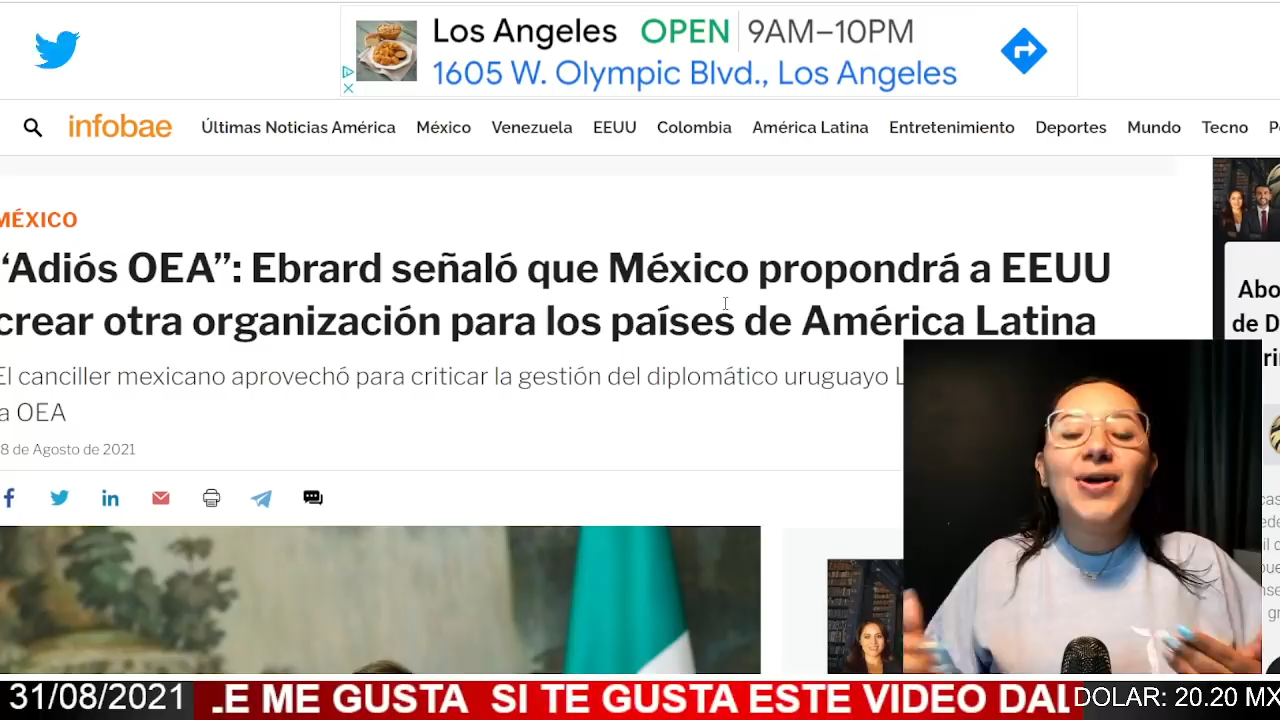 Los Angeles OPEN 9AM–10PM
1605 W. Olympic Blvd., Los Angeles
infobae Últimas Noticias América México Venezuela EEUU Colombia América Latina Entretenimiento Deportes Mundo Tecno
MÉXICO
“Adiós OEA”: Ebrard señaló que México propondrá a EEUU
crear otra organización para los países de América Latina
El canciller mexicano aprovechó para criticar la gestión del diplomático uruguayo L
a OEA
8 de Agosto de 2021
Abo
de D
31/08/2021 .E ME GUSTA SI TE GUSTA ESTE VIDEO DAL DOLAR: 20.20 MX